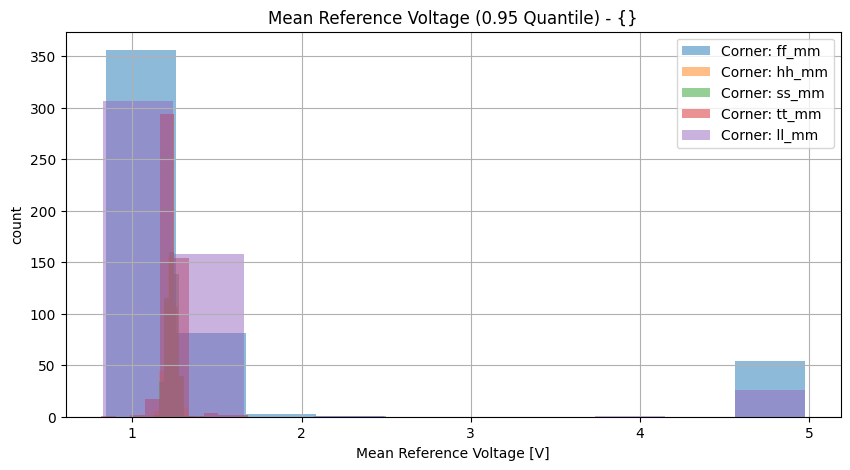 Mean Reference Voltage (0.95 Quantile) - {}
Corner: ff_mm
Corner: hh_mm
Corner: ss_mm
Corner: tt_mm
Corner: ll_mm
350
300
250
200
150
100
50
0
count
1
2
3
4
5
Mean Reference Voltage [V]